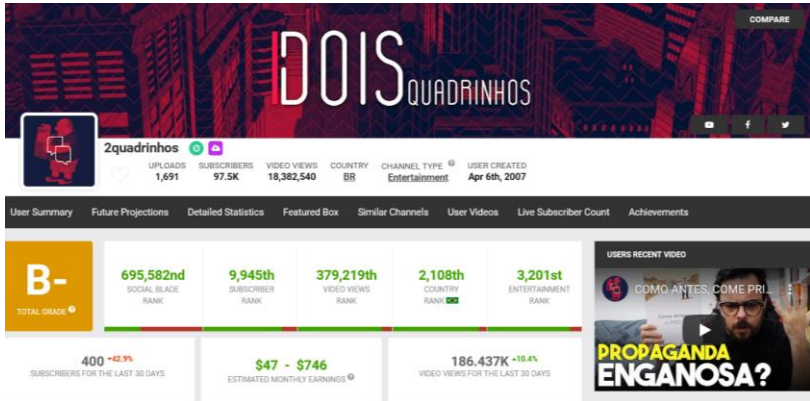 COMPARE
DOIS QUADRINHOS
2quadrinhos
UPLOADS SUBSCRIBERS VIDEO VIEWS COUNTRY CHANNEL TYPE USER CREATED
1,691 97.5K 18,382,540 BR Entertainment Apr 6th, 2007
User Summary Future Projections Detailed Statistics Featured Box Similar Channels User Videos Live Subscriber Count Achievements
B-
TOTAL GRADE
695,582nd 9,945th 379,219th 2,108th 3,201st
SOCIAL BLADE SUBSCRIBER VIDEO VIEWS COUNTRY ENTERTAINMENT
RANK RANK RANK RANK RANK
400 -42.9%
SUBSCRIBERS FOR THE LAST 30 DAYS
$47 - $746
ESTIMATED MONTHLY EARNINGS
186.437K +10.4%
VIDEO VIEWS FOR THE LAST 30 DAYS
USERS RECENT VIDEO
COMO ANTES, COME PRI...
PROPAGANDA
ENGANOSA?